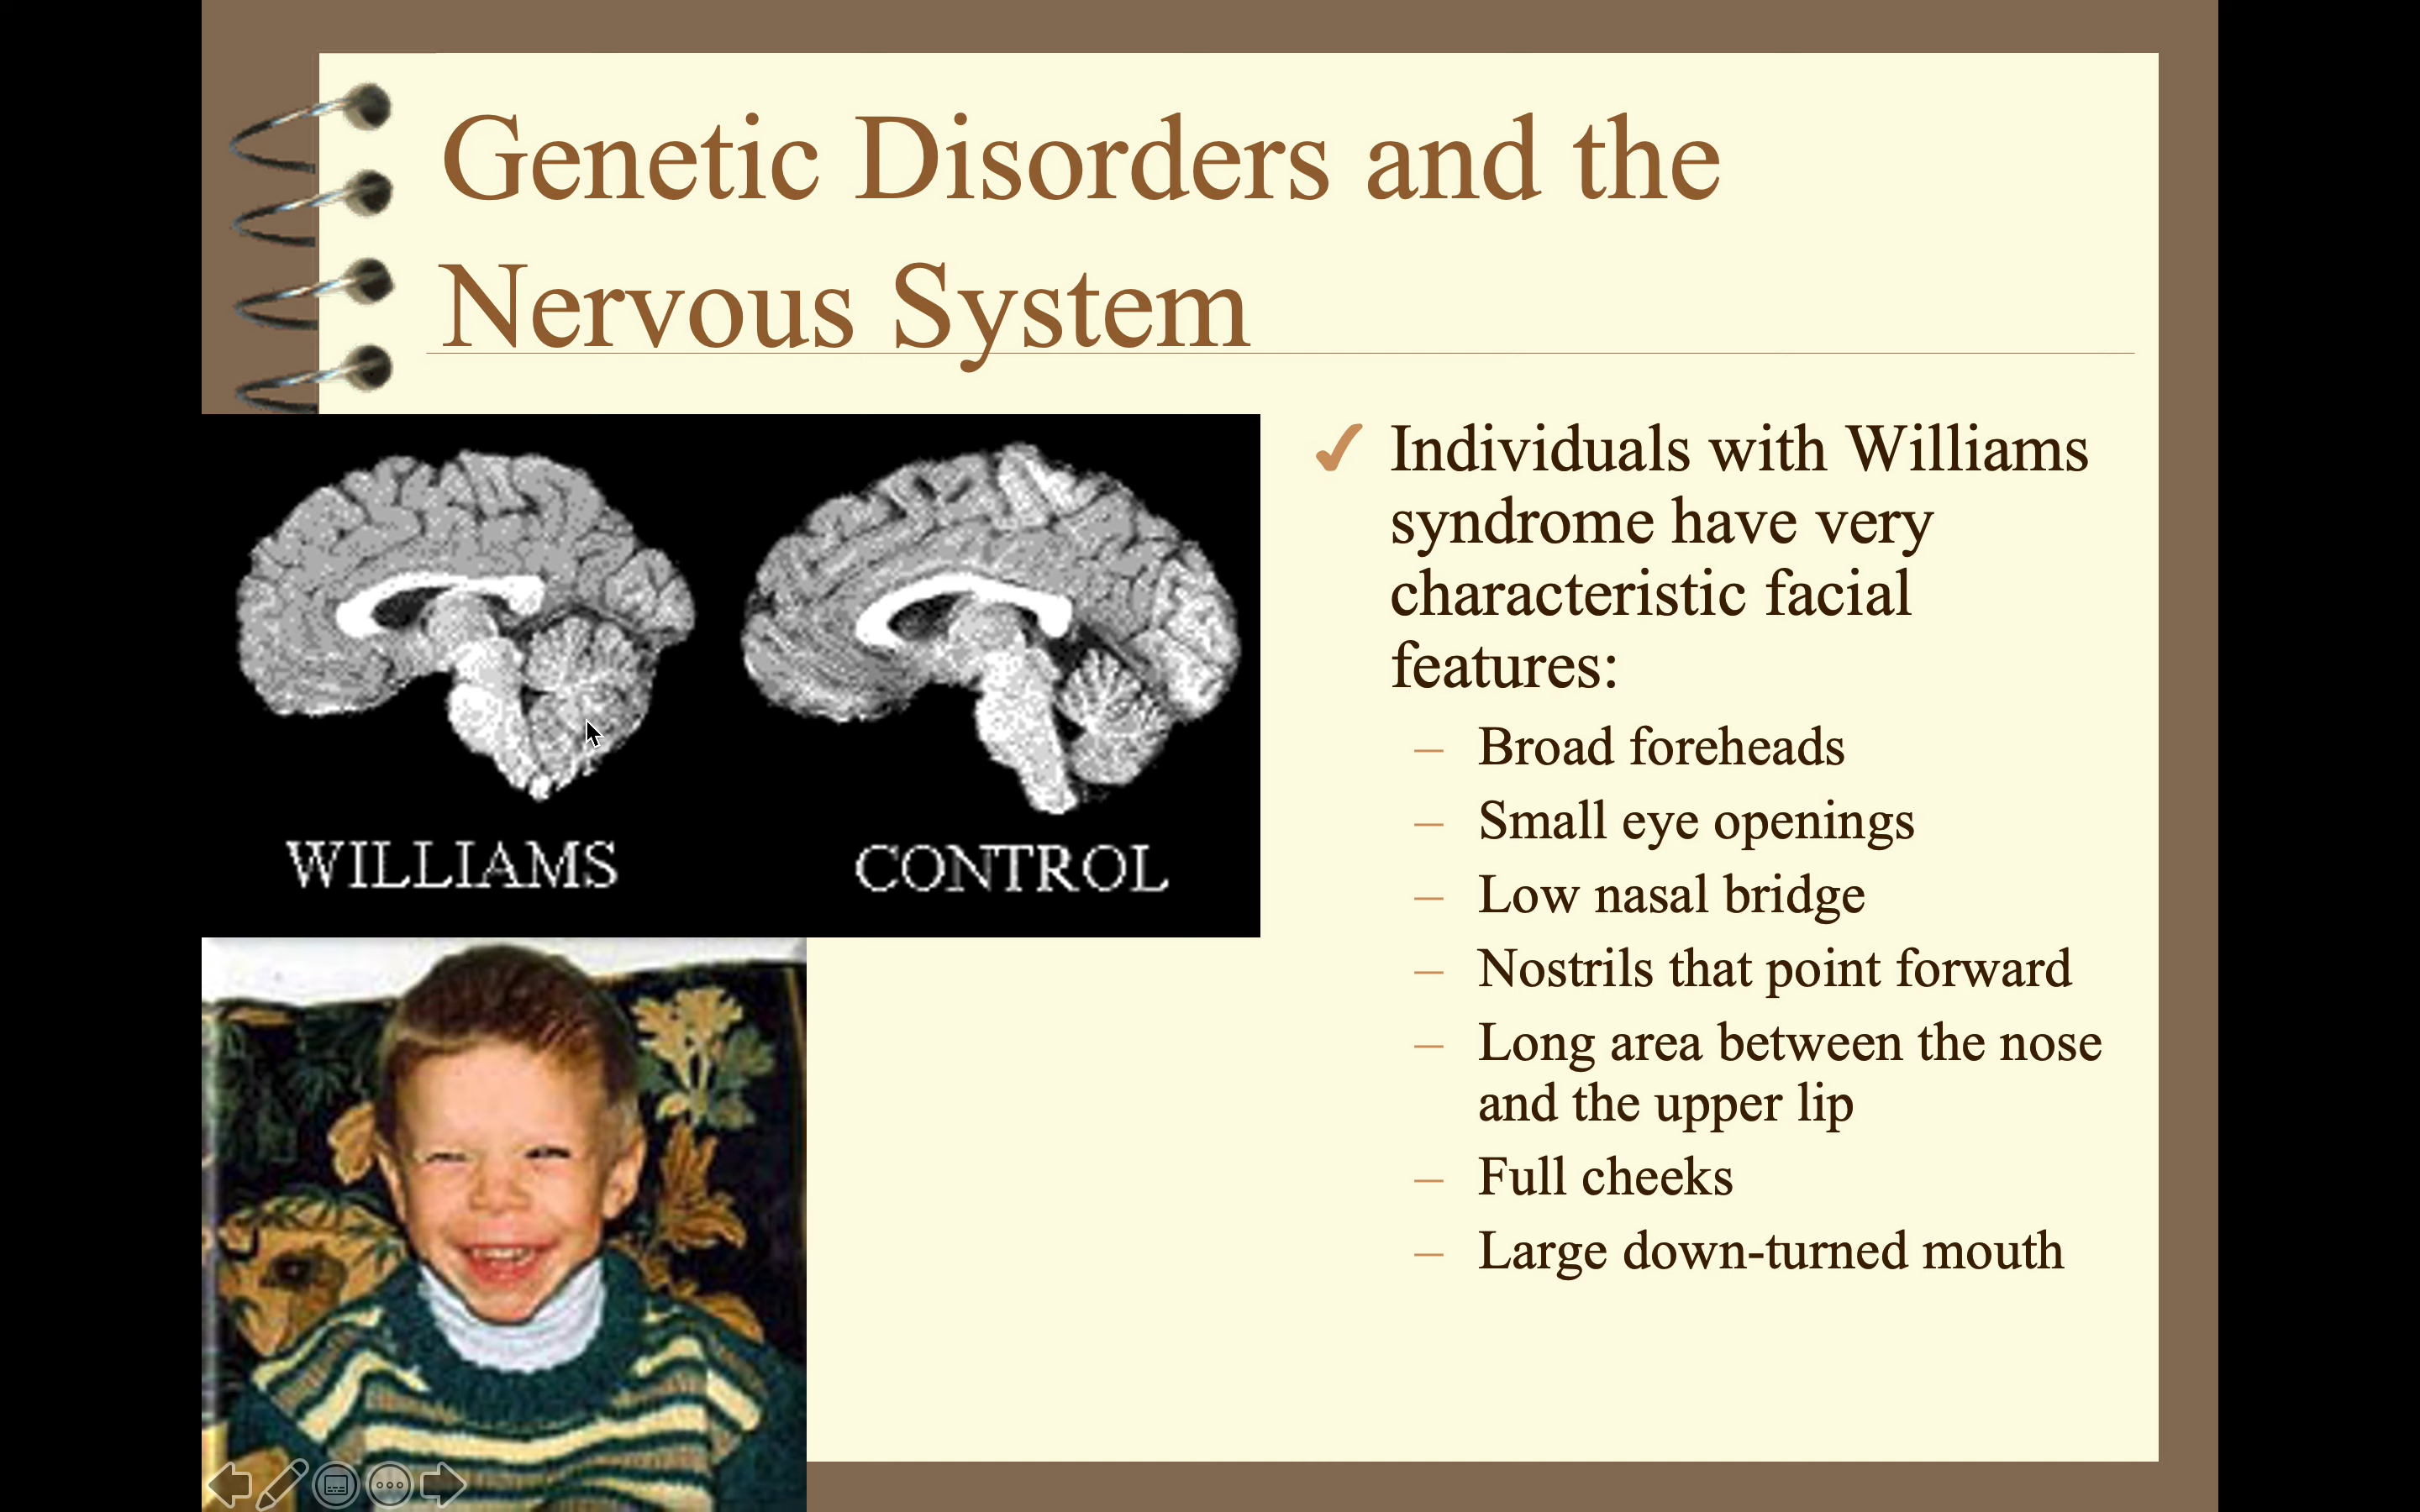 Genetic Disorders and the
Nervous System
WILLIAMS
CONTROL
✓ Individuals with Williams
syndrome have very
characteristic facial
features:
– Broad foreheads
– Small eye openings
– Low nasal bridge
– Nostrils that point forward
– Long area between the nose
and the upper lip
– Full cheeks
– Large down-turned mouth